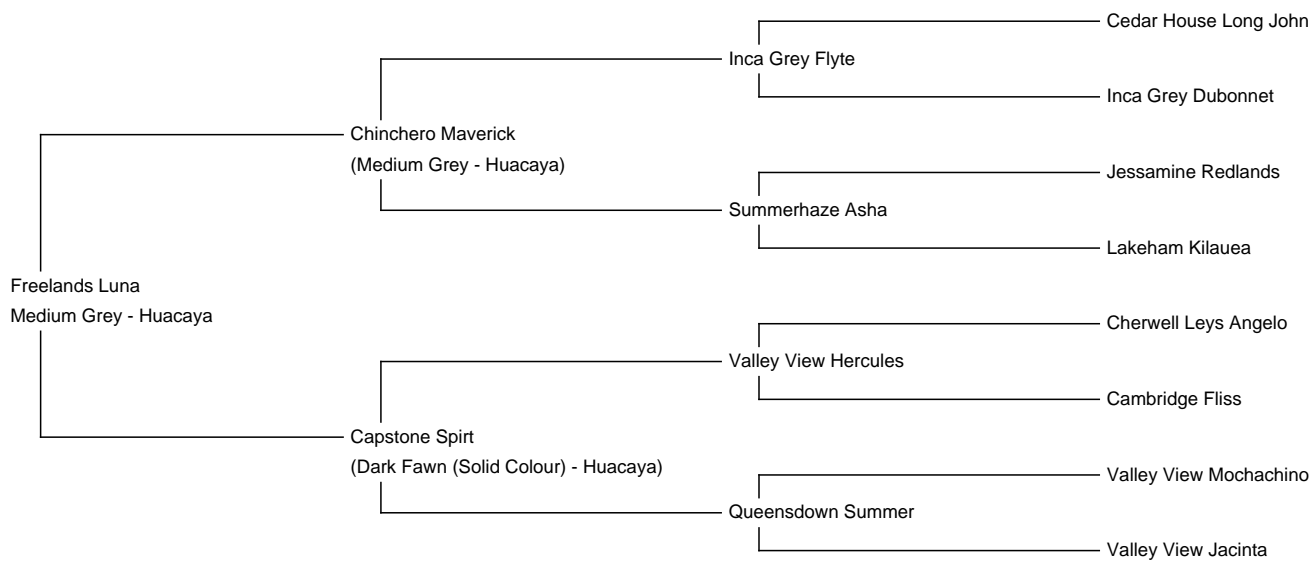 Cedar House Long John
Inca Grey Flyte
Inca Grey Dubonnet
Chinchero Maverick
(Medium Grey - Huacaya)
Jessamine Redlands
Summerhaze Asha
Lakeham Kilauea
Freelands Luna
Medium Grey - Huacaya
Cherwell Leys Angelo
Valley View Hercules
Cambridge Fliss
Capstone Spirt
(Dark Fawn (Solid Colour) - Huacaya)
Valley View Mochachino
Queensdown Summer
Valley View Jacinta